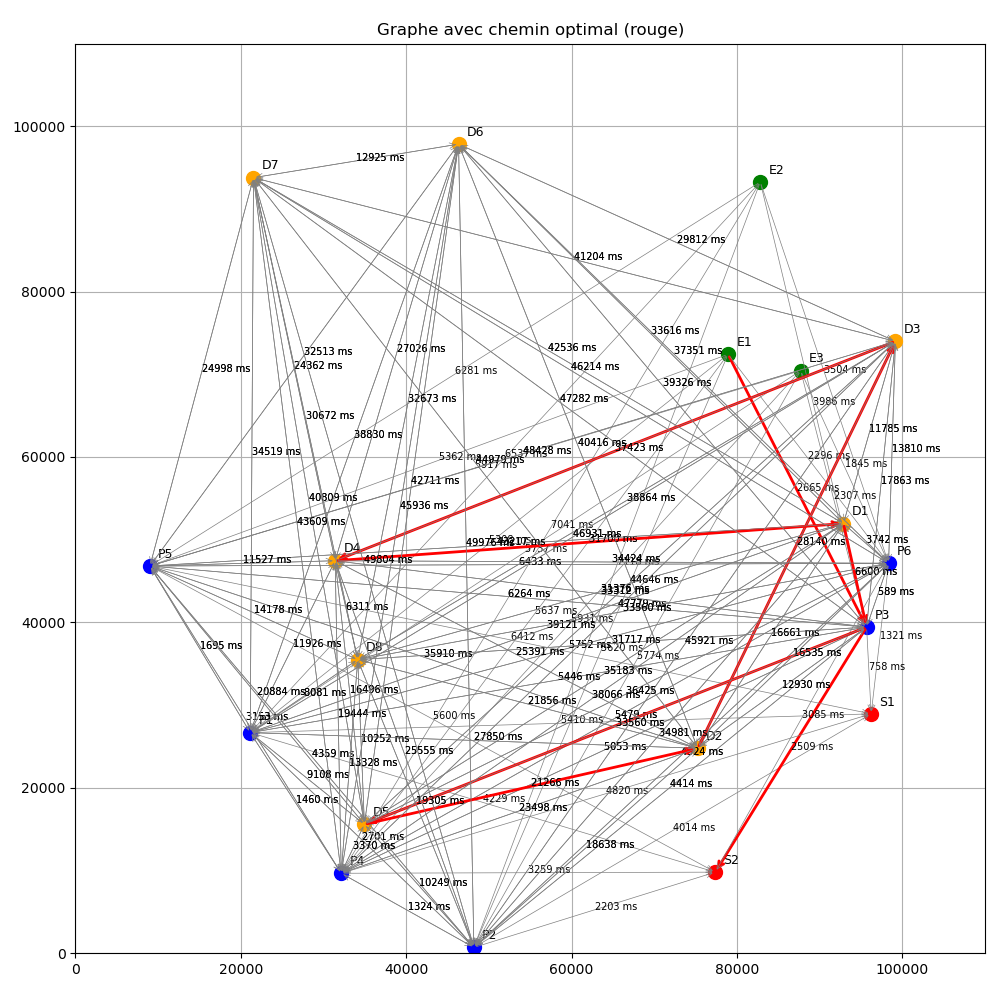 Graphe avec chemin optimal (rouge)
100000
80000
60000
40000
20000
0
0
20000
40000
60000
80000
100000
D7
D6
E2
E1
E3
D3
D1
P6
P3
P5
D4
D8
S1
D2
D5
P4
S2
P2
12925 ms
29812 ms
41204 ms
33616 ms
37351 ms
32513 ms
27026 ms
42536 ms
24998 ms
24362 ms
6281 ms
46214 ms
3504 ms
39326 ms
32673 ms
47282 ms
3986 ms
30672 ms
38830 ms
11785 ms
34519 ms
40416 ms
37423 ms
48428 ms
13810 ms
5362 ms
2296 ms
1845 ms
42711 ms
17863 ms
2665 ms
40309 ms
45936 ms
38864 ms
2307 ms
43609 ms
7041 ms
46931 ms
28140 ms
3742 ms
11527 ms
49804 ms
6433 ms
34424 ms
6600 ms
44646 ms
589 ms
6264 ms
14178 ms
6311 ms
5637 ms
33560 ms
39121 ms
16661 ms
1321 ms
6412 ms
1695 ms
11926 ms
31717 ms
45921 ms
5752 ms
35910 ms
25391 ms
5774 ms
16535 ms
758 ms
35183 ms
5446 ms
12930 ms
20884 ms
8081 ms
16496 ms
38066 ms
36425 ms
21856 ms
19444 ms
5600 ms
5479 ms
5410 ms
33560 ms
3085 ms
34981 ms
27850 ms
10252 ms
5053 ms
2509 ms
4359 ms
25555 ms
13328 ms
9108 ms
21266 ms
4414 ms
4820 ms
1460 ms
19305 ms
4229 ms
23498 ms
4014 ms
2701 ms
3370 ms
18638 ms
3259 ms
10249 ms
1324 ms
2203 ms